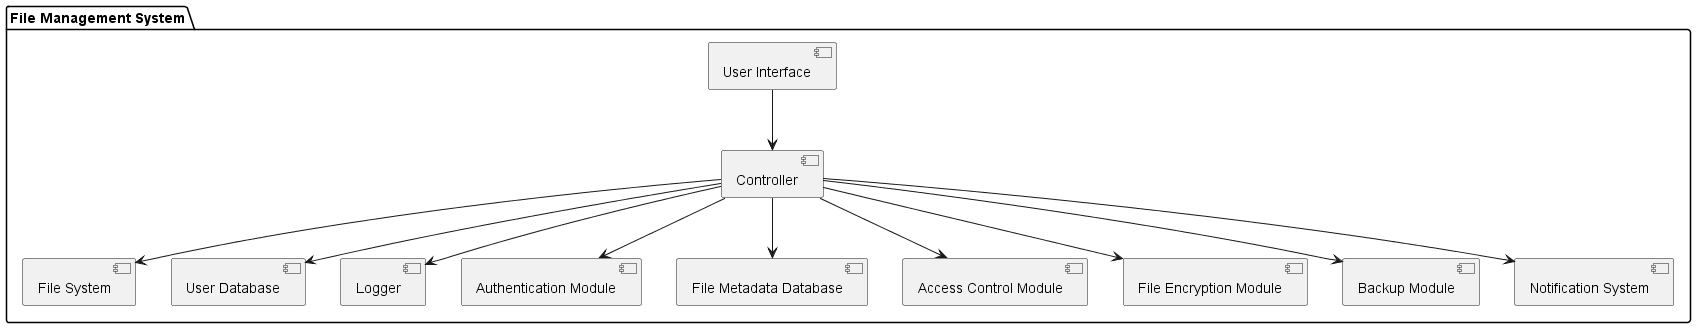 File Management System
User Interface
Controller
File System
User Database
Logger
Authentication Module
File Metadata Database
Access Control Module
File Encryption Module
Backup Module
Notification System